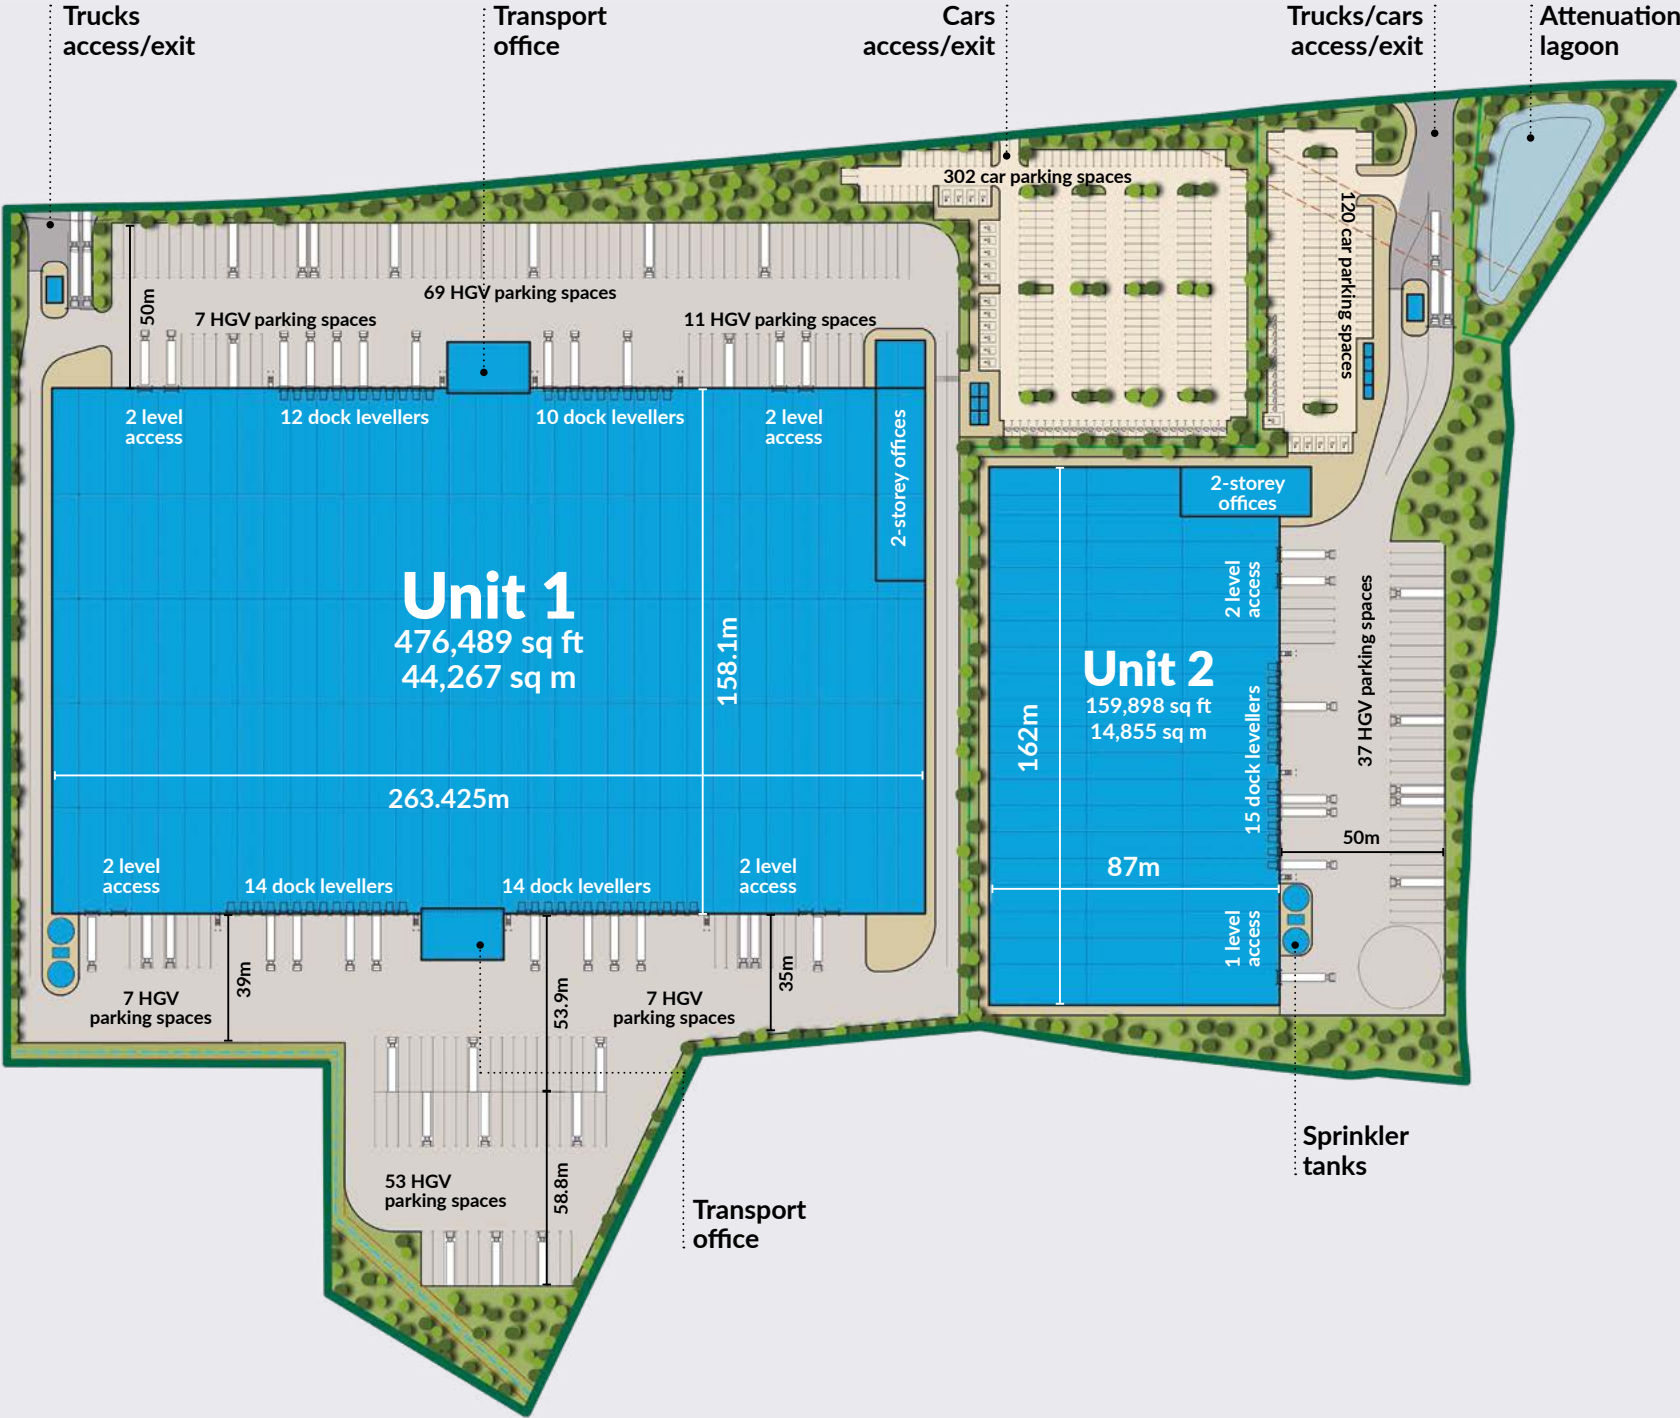 Trucks
access/exit
Transport
office
Cars
access/exit
Trucks/cars
access/exit
Attenuation
lagoon
302 car parking spaces
120 car parking spaces
69 HGV parking spaces
50m
7 HGV parking spaces
11 HGV parking spaces
2 level
access
12 dock levellers
10 dock levellers
2 level
access
2-storey offices
2-storey
offices
Unit 1
476,489 sq ft
44,267 sq m
158.1m
263.425m
2 level
access
37 HGV parking spaces
Unit 2
159,898 sq ft
14,855 sq m
162m
15 dock levellers
50m
87m
1 level
access
2 level
access
14 dock levellers
14 dock levellers
2 level
access
39m
53.9m
35m
7 HGV
parking spaces
7 HGV
parking spaces
53 HGV
parking spaces
58.8m
Transport
office
Sprinkler
tanks